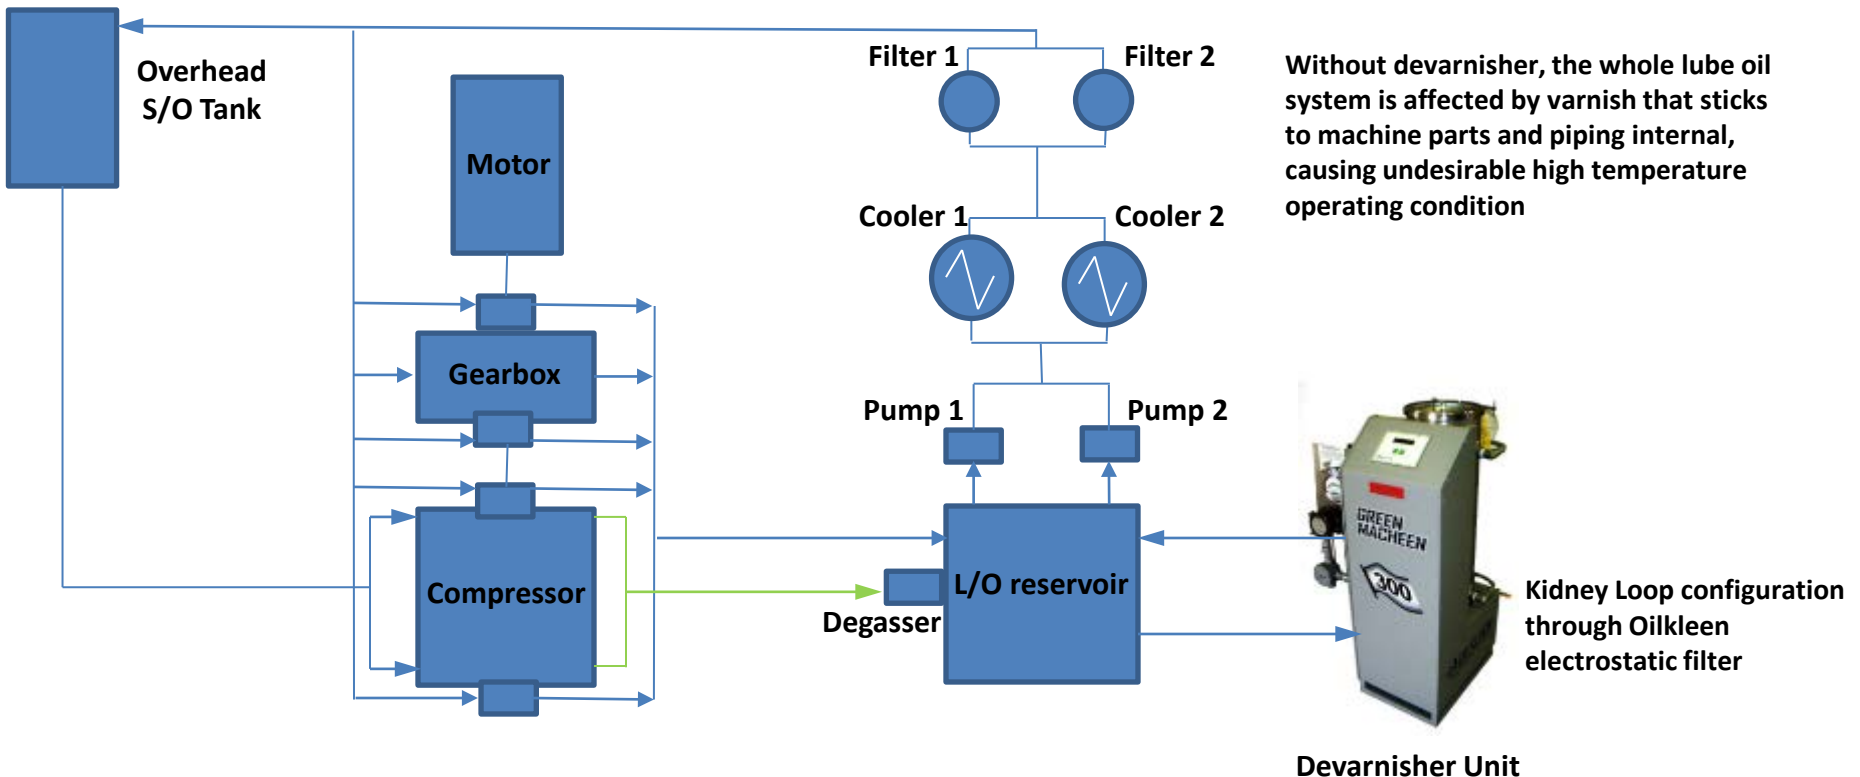 Overhead
S/O Tank
Motor
Gearbox
Compressor
Filter 1
Filter 2
Cooler 1
Cooler 2
Pump 1
Pump 2
L/O reservoir
Degasser
Without devarnisher, the whole lube oil
system is affected by varnish that sticks
to machine parts and piping internal,
causing undesirable high temperature
operating condition
GREEN
MACHEEN
300
Kidney Loop configuration
through Oilkleen
electrostatic filter
Devarnisher Unit